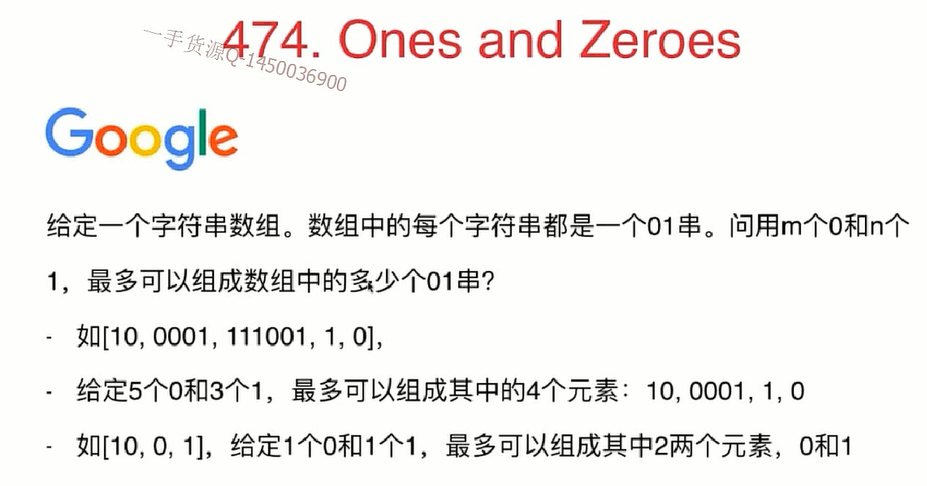 474. Ones and Zeroes
一手货源Q-1450036900
Google
给定一个字符串数组。数组中的每个字符串都是一个01串。问用m个0和n个
1，最多可以组成数组中的多少个01串？
- 如[10, 0001, 111001, 1, 0]，
- 给定5个0和3个1，最多可以组成其中的4个元素：10, 0001, 1, 0
- 如[10, 0, 1]，给定1个0和1个1，最多可以组成其中2两个元素，0和1